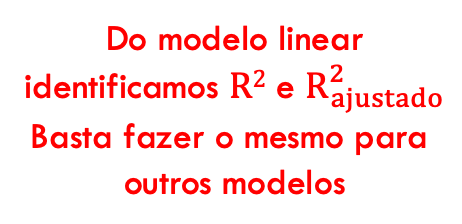 Do modelo linear
identificamos R² e R²ajustado
Basta fazer o mesmo para
outros modelos